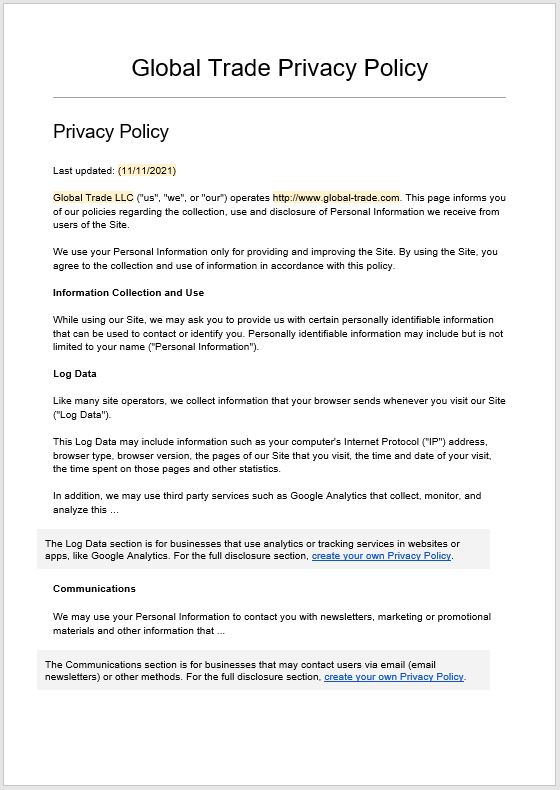 Global Trade Privacy Policy
Privacy Policy
Last updated: (11/11/2021)
Global Trade LLC ("us", "we", or "our") operates http://www.global-trade.com. This page informs you
of our policies regarding the collection, use and disclosure of Personal Information we receive from
users of the Site.
We use your Personal Information only for providing and improving the Site. By using the Site, you
agree to the collection and use of information in accordance with this policy.
Information Collection and Use
While using our Site, we may ask you to provide us with certain personally identifiable information
that can be used to contact or identify you. Personally identifiable information may include but is not
limited to your name ("Personal Information").
Log Data
Like many site operators, we collect information that your browser sends whenever you visit our Site
("Log Data").
This Log Data may include information such as your computer's Internet Protocol ("IP") address,
browser type, browser version, the pages of our Site that you visit, the time and date of your visit,
the time spent on those pages and other statistics.
In addition, we may use third party services such as Google Analytics that collect, monitor, and
analyze this ...
The Log Data section is for businesses that use analytics or tracking services in websites or
apps, like Google Analytics. For the full disclosure section, create your own Privacy Policy.
Communications
We may use your Personal Information to contact you with newsletters, marketing or promotional
materials and other information that ...
The Communications section is for businesses that may contact users via email (email
newsletters) or other methods. For the full disclosure section, create your own Privacy Policy.